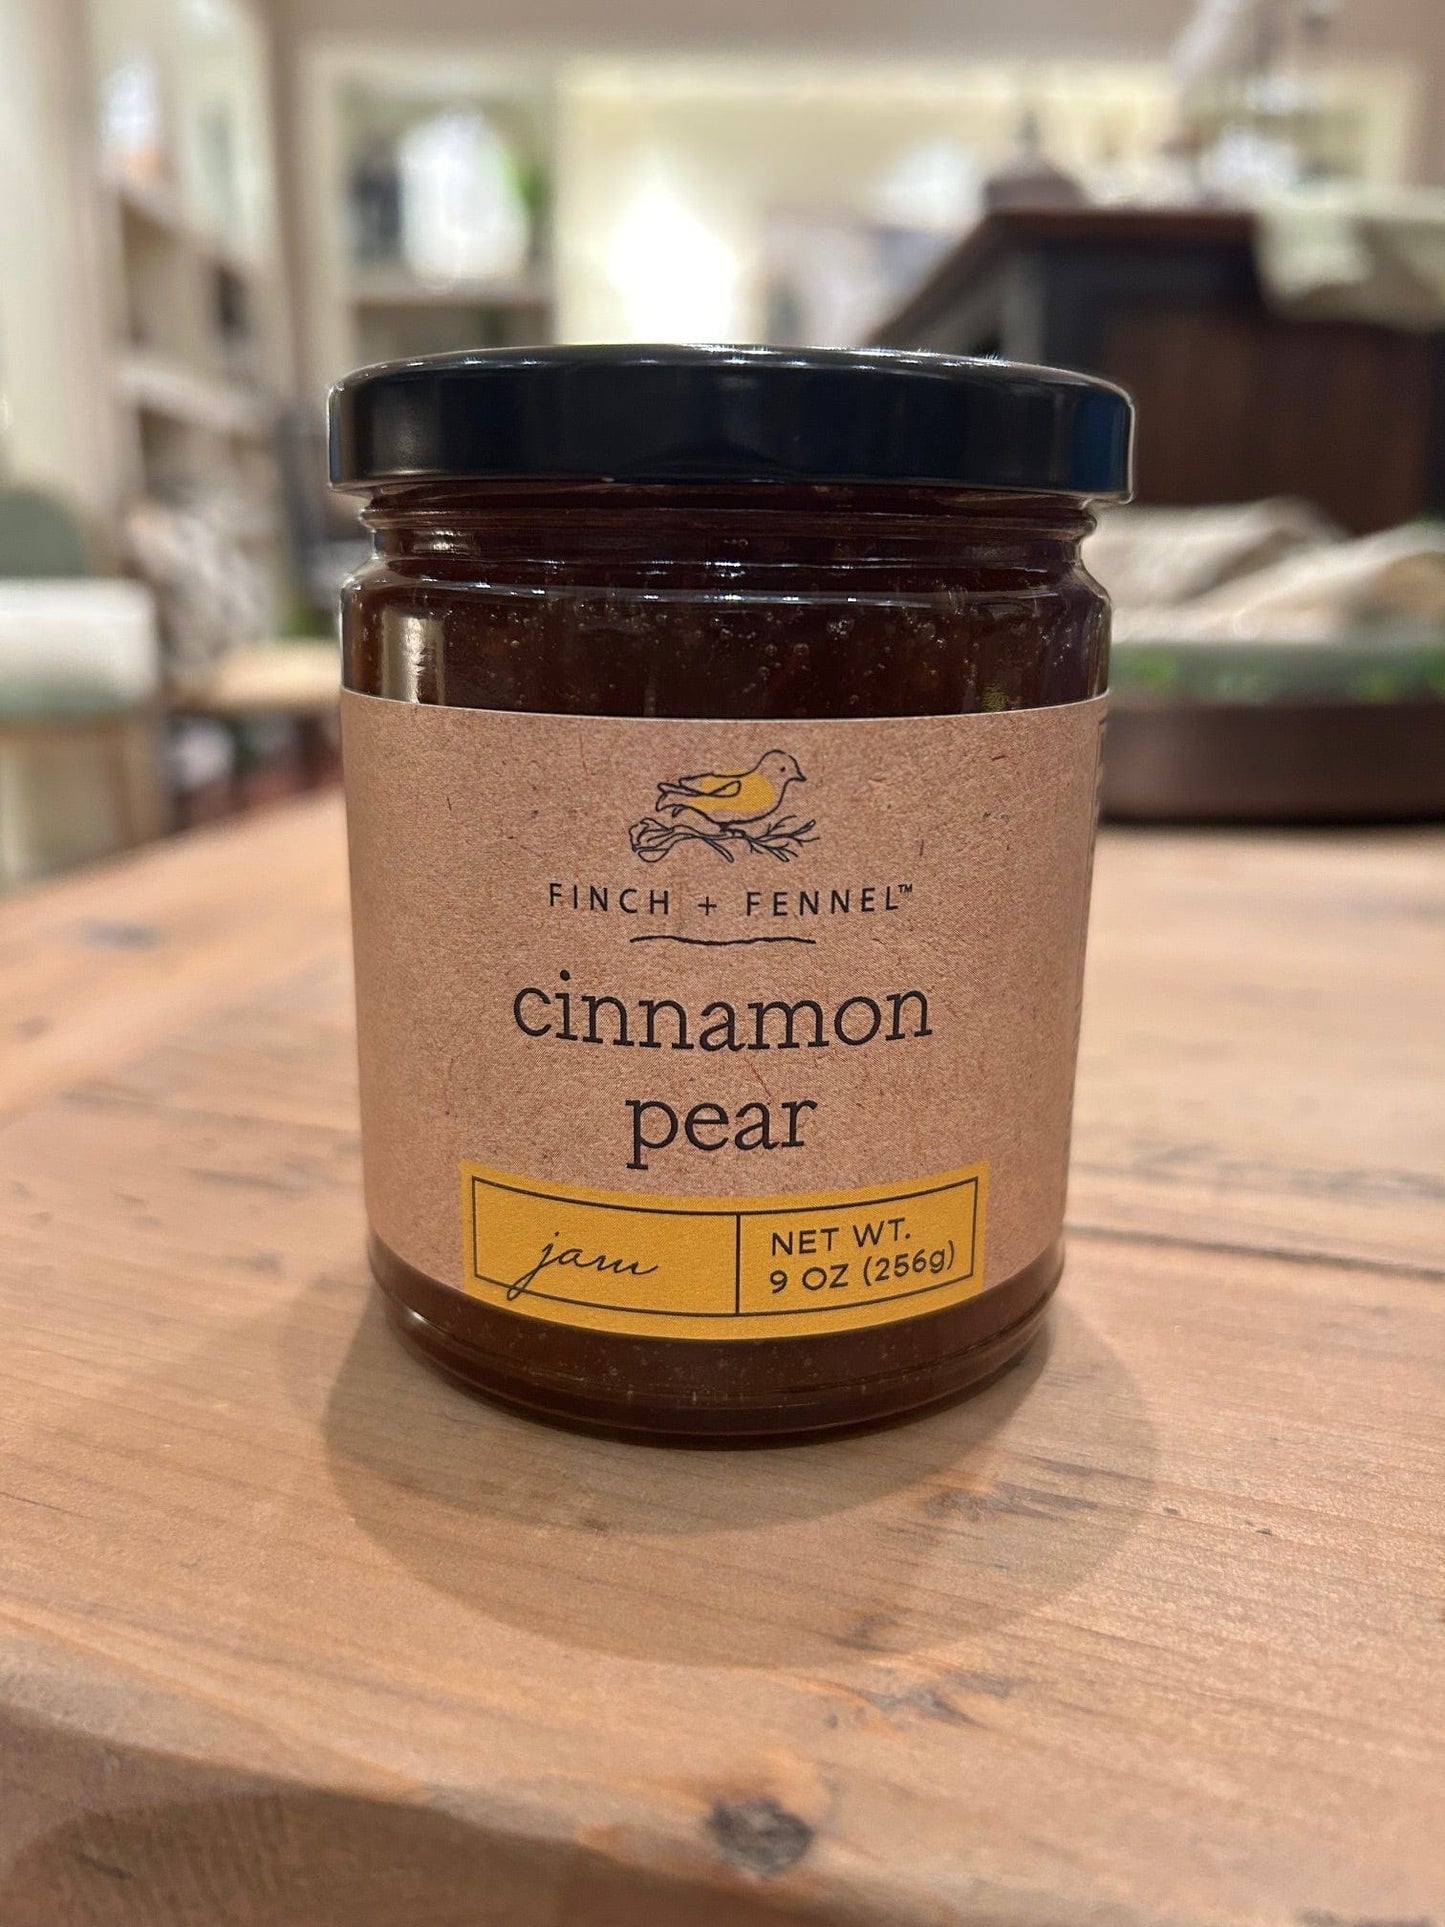 FINCH + FENNEL™
cinnamon
pear
jam
NET WT.
9 OZ (256g)